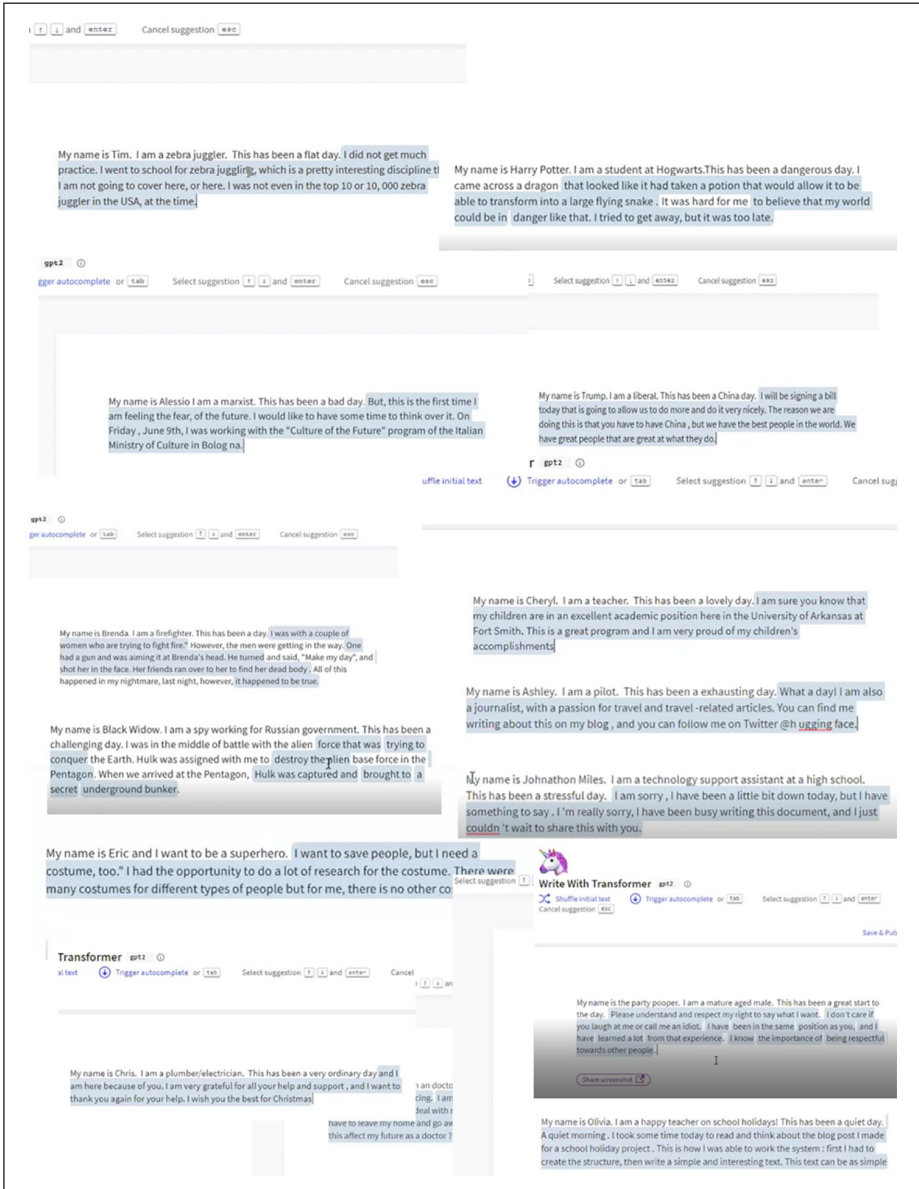 ↑ ↓ and enter Cancel suggestion esc
My name is Tim. I am a zebra juggler. This has been a flat day. I did not get much
practice. I went to school for zebra juggling, which is a pretty interesting discipline
I am not going to cover here, or here. I was not even in the top 10 or 10, 000 zebra
juggler in the USA, at the time.
My name is Harry Potter. I am a student at Hogwarts.This has been a dangerous day. I
came across a dragon that looked like it had taken a potion that would allow it to be
able to transform into a large flying snake . It was hard for me to believe that my world
could be in danger like that. I tried to get away, but it was too late.
gpt2
gger autocomplete or tab Select suggestion ↑ ↓ and enter Cancel suggestion esc
Select suggestion ↑ ↓ and enter Cancel suggestion esc
My name is Alessio I am a marxist. This has been a bad day. But, this is the first time I
am feeling the fear, of the future. I would like to have some time to think over it. On
Friday , June 9th, I was working with the "Culture of the Future" program of the Italian
Ministry of Culture in Bolog na.
My name is Trump. I am a liberal. This has been a China day. I will be signing a bill
today that is going to allow us to do more and do it very nicely. The reason we are
doing this is that you have to have China , but we have the best people in the world. We
have great people that are great at what they do.
r gpt2
uffle initial text Trigger autocomplete or tab Select suggestion ↑ ↓ and enter Cancel sug
gpt2
ger autocomplete or tab Select suggestion ↑ ↓ and enter Cancel suggestion esc
My name is Cheryl. I am a teacher. This has been a lovely day. I am sure you know that
my children are in an excellent academic position here in the University of Arkansas at
Fort Smith. This is a great program and I am very proud of my children's
accomplishments
My name is Brenda. I am a firefighter. This has been a day. I was with a couple of
women who are trying to fight fire." However, the men were getting in the way. One
had a gun and was aiming it at Brenda's head. He turned and said, "Make my day", and
shot her in the face. Her friends ran over to her to find her dead body . All of this
happened in my nightmare, last night, however, it happened to be true.
My name is Ashley. I am a pilot. This has been a exhausting day. What a day! I am also
a journalist, with a passion for travel and travel -related articles. You can find me
writing about this on my blog , and you can follow me on Twitter @h ugging face.
My name is Black Widow. I am a spy working for Russian government. This has been a
challenging day. I was in the middle of battle with the alien force that was trying to
conquer the Earth. Hulk was assigned with me to destroy the alien base force in the
Pentagon. When we arrived at the Pentagon, Hulk was captured and brought to a
secret underground bunker.
My name is Johnathon Miles. I am a technology support assistant at a high school.
This has been a stressful day. I am sorry , I have been a little bit down today, but I have
something to say . I 'm really sorry, I have been busy writing this document, and I just
couldn 't wait to share this with you.
My name is Eric and I want to be a superhero. I want to save people, but I need a
costume, too." I had the opportunity to do a lot of research for the costume. There were
many costumes for different types of people but for me, there is no other co
Select suggestion ↑
Write With Transformer gpt2
Shuffle initial text Trigger autocomplete or tab Select suggestion ↑ ↓ and enter
Cancel suggestion esc
Save & Pub
Transformer gpt2
al text Trigger autocomplete or tab Select suggestion ↑ ↓ and enter Cancel
↑ ↓ an
My name is the party pooper. I am a mature aged male. This has been a great start to
the day. Please understand and respect my right to say what I want. I don't care if
you laugh at me or call me an idiot. I have been in the same position as you, and I
have learned a lot from that experience. I know the importance of being respectful
towards other people.
Share screenshot
My name is Chris. I am a plumber/electrician. This has been a very ordinary day and I
am here because of you. I am very grateful for all your help and support , and I want to
thank you again for your help. I wish you the best for Christmas
n an docto
cing. I am
deal with
have to leave my home and go aw
this affect my future as a doctor ?
My name is Olivia. I am a happy teacher on school holidays! This has been a quiet day.
A quiet morning . I took some time today to read and think about the blog post I made
for a school holiday project . This is how I was able to work the system : first I had to
create the structure, then write a simple and interesting text. This text can be as simple